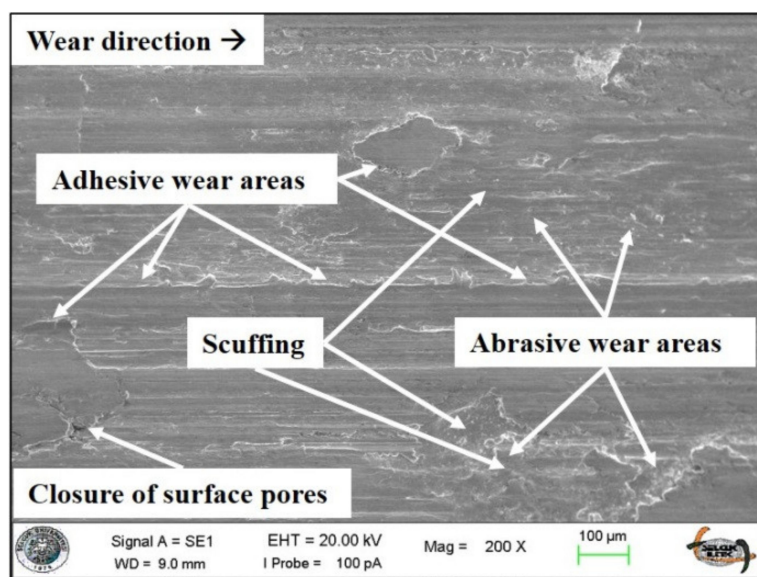 Wear direction →
Adhesive wear areas
Scuffing
Abrasive wear areas
Closure of surface pores
Signal A = SE1
EHT = 20.00 kV
Mag = 200 X
100 µm
WD = 9.0 mm
I Probe = 100 pA